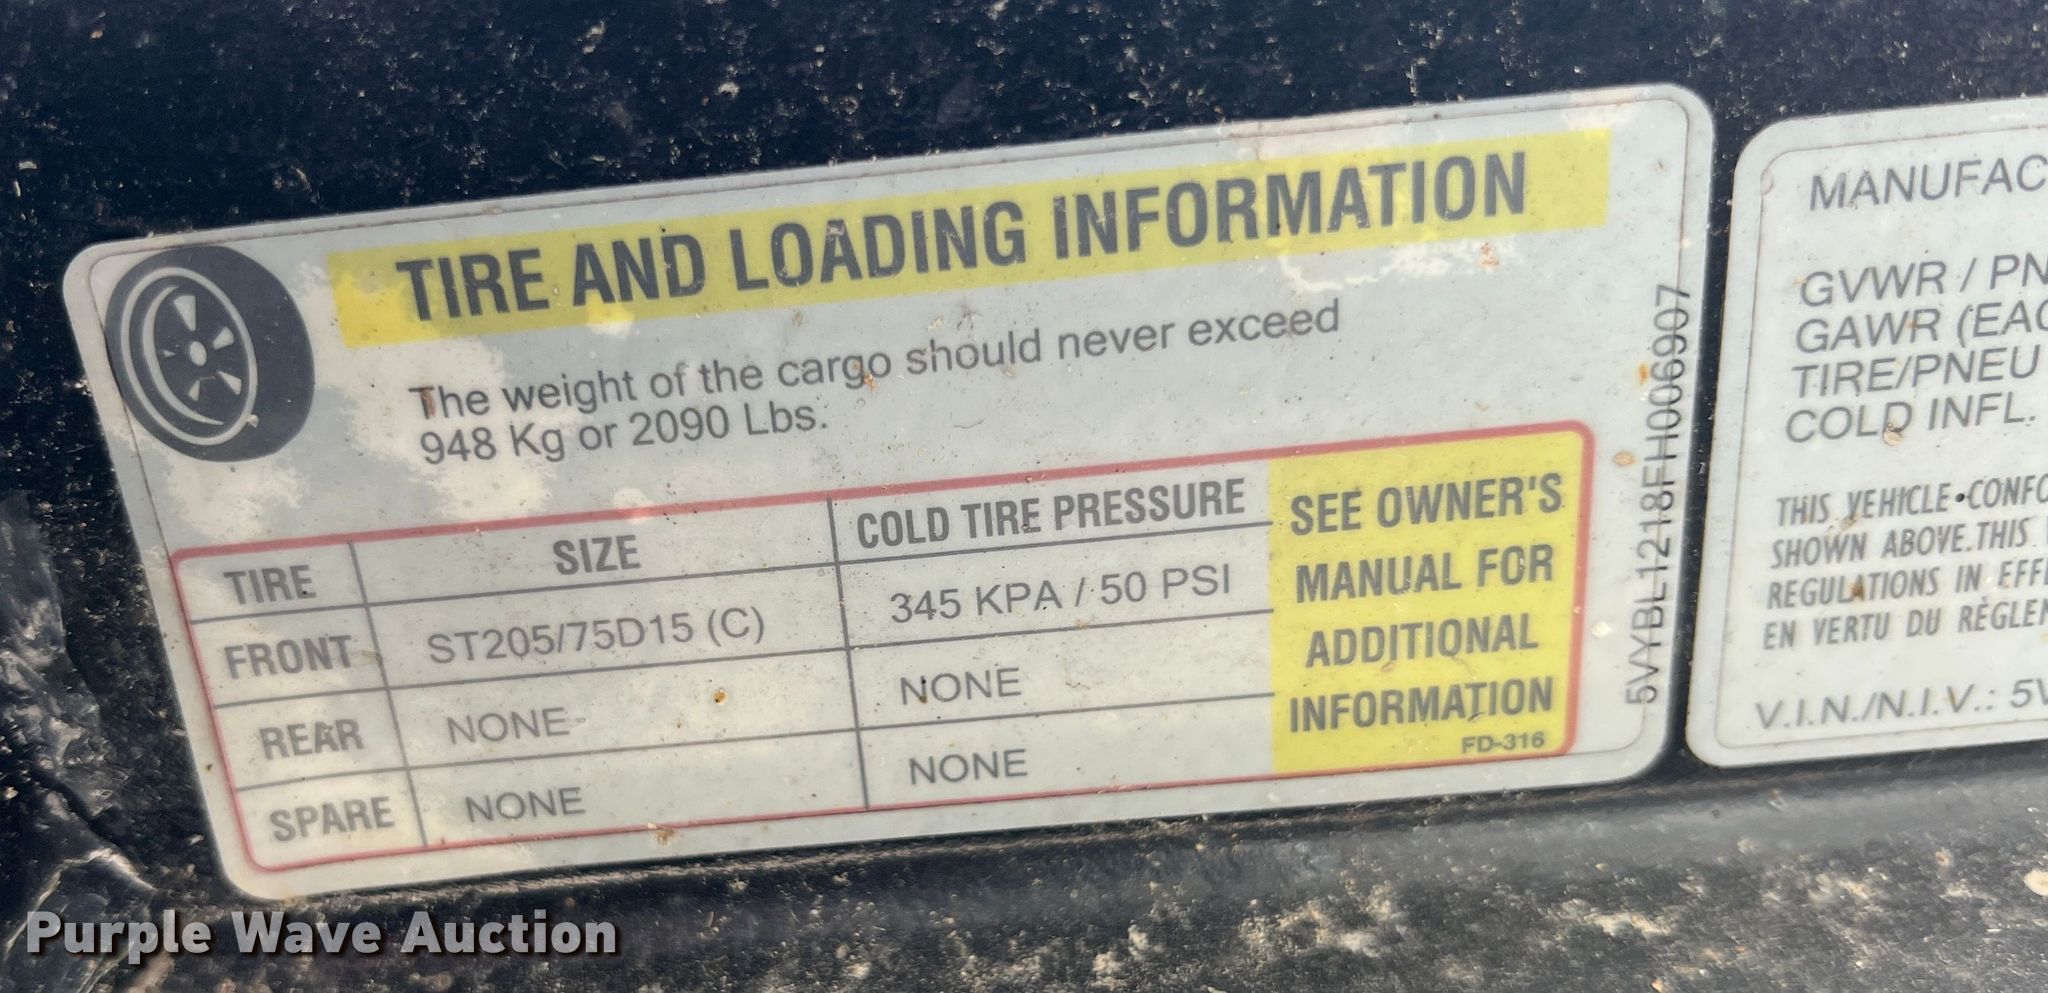 TIRE AND LOADING INFORMATION
The weight of the cargo should never exceed
948 Kg or 2090 Lbs.
TIRE SIZE COLD TIRE PRESSURE
FRONT ST205/75D15 (C) 345 KPA / 50 PSI
REAR NONE NONE
SPARE NONE NONE
SEE OWNER'S
MANUAL FOR
ADDITIONAL
INFORMATION
FD-316
5VYBL1218FH006907
MANUFAC
GVWR / PN
GAWR (EAC
TIRE/PNEU
COLD INFL.
THIS VEHICLE CONFO
SHOWN ABOVE.THIS
REGULATIONS IN EFFE
EN VERTU DU RÈGLEM
V.I.N./N.I.V.: 5V
Purple Wave Auction